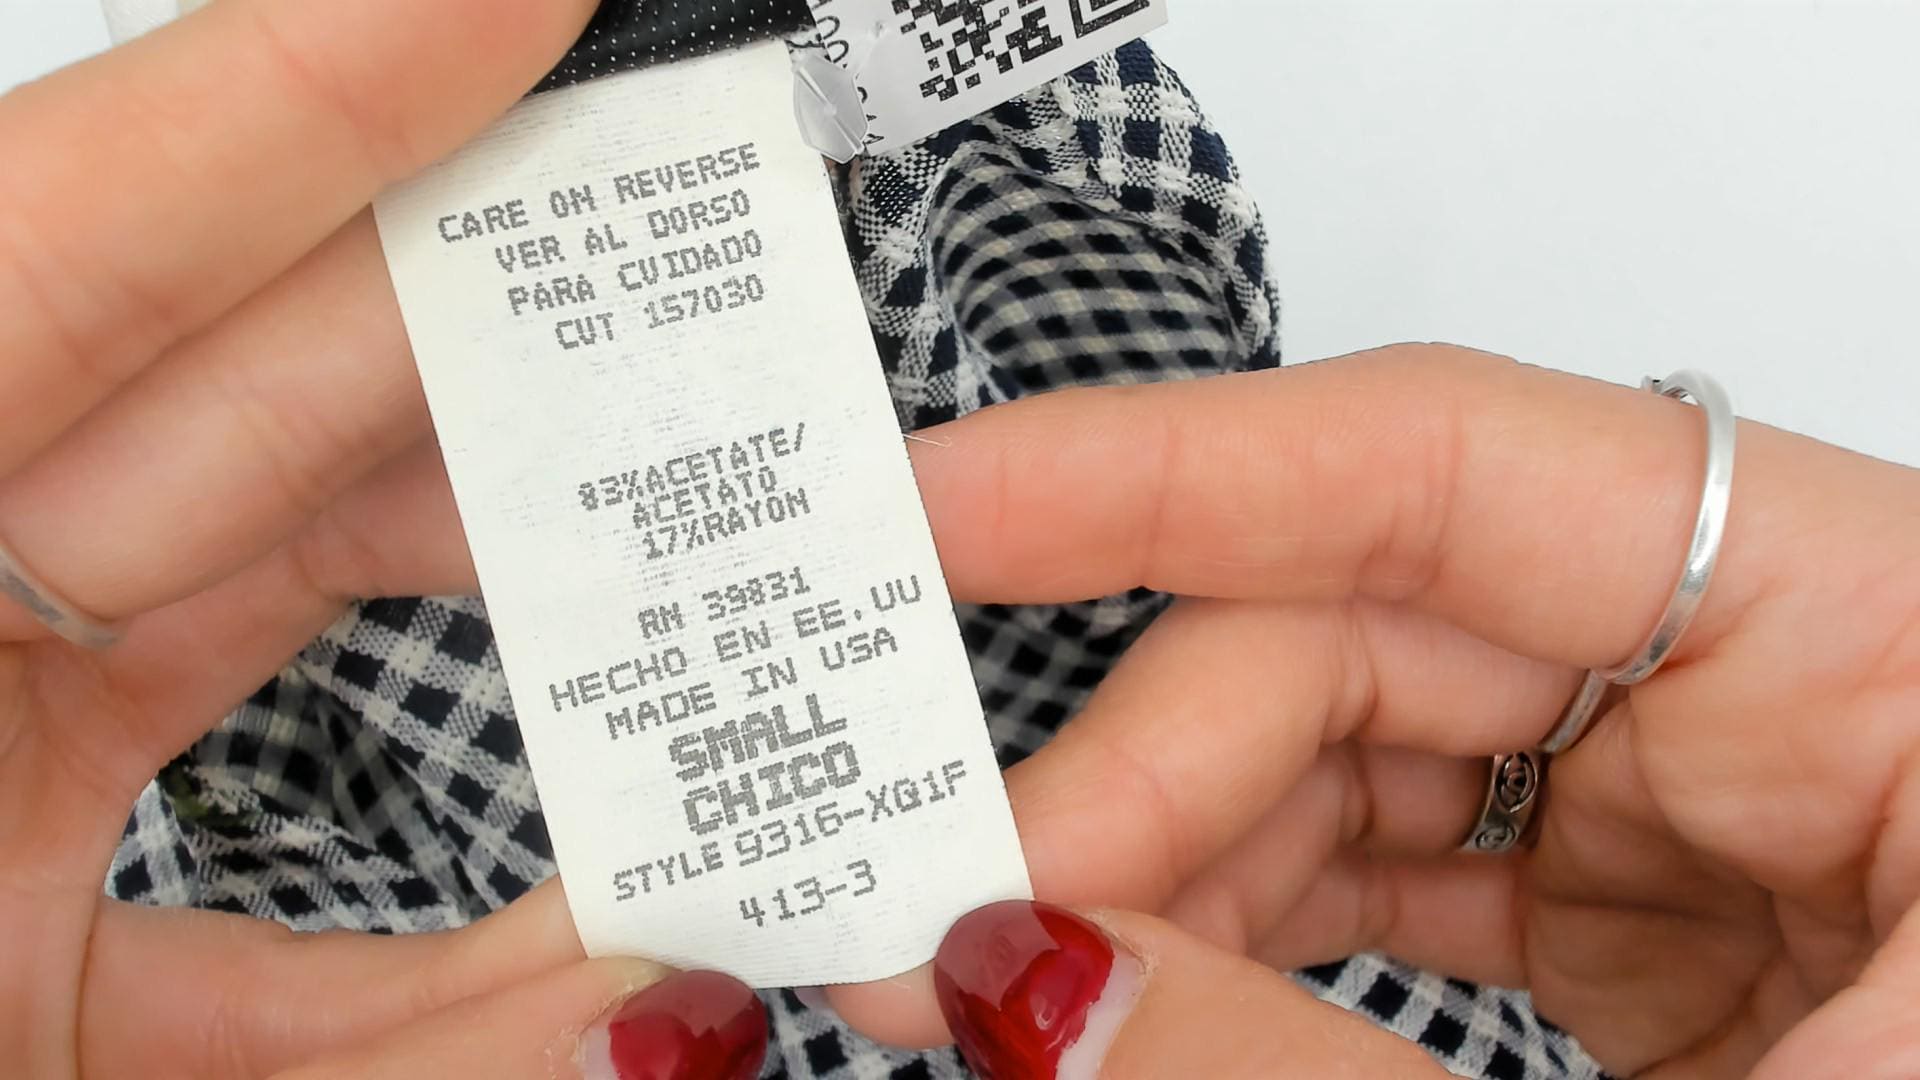 CARE ON REVERSE
VER AL DORSO
PARA CUIDADO
CUT 157030
83%ACETATE/
ACETATO
17%RAYON
RN 39831
HECHO EN EE.UU
MADE IN USA
SMALL
CHICO
STYLE 9316-XQ1F
413-3